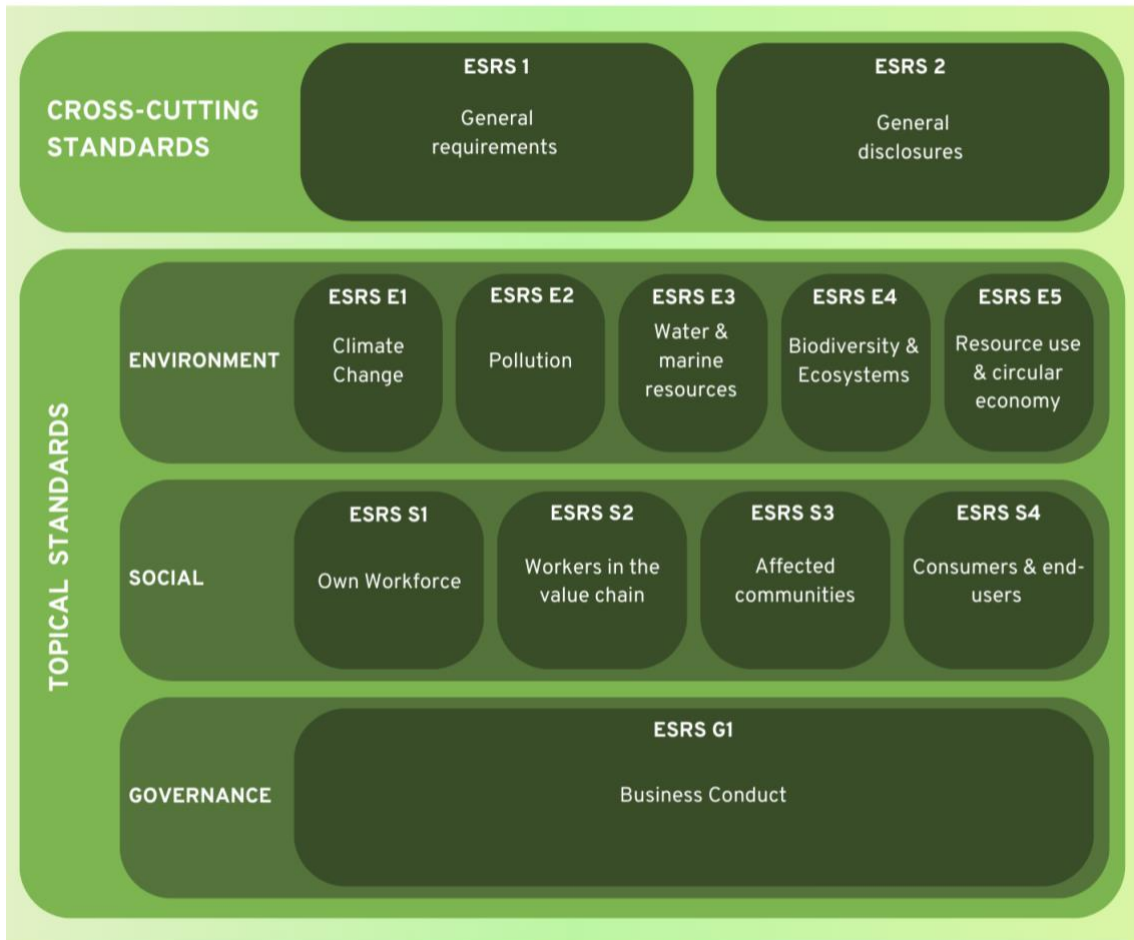 CROSS-CUTTING
STANDARDS
ESRS 1
General
requirements
ESRS 2
General
disclosures
TOPICAL STANDARDS
ENVIRONMENT
ESRS E1
Climate
Change
ESRS E2
Pollution
ESRS E3
Water &
marine
resources
ESRS E4
Biodiversity &
Ecosystems
ESRS E5
Resource use
& circular
economy
SOCIAL
ESRS S1
Own Workforce
ESRS S2
Workers in the
value chain
ESRS S3
Affected
communities
ESRS S4
Consumers & end-
users
GOVERNANCE
ESRS G1
Business Conduct